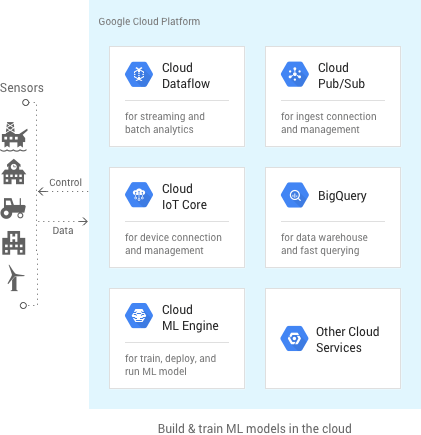 Google Cloud Platform
Sensors
Control
Data
Cloud
Dataflow
for streaming and
batch analytics
Cloud
Pub/Sub
for ingest connection
and management
Cloud
IoT Core
for device connection
and management
BigQuery
for data warehouse
and fast querying
Cloud
ML Engine
for train, deploy, and
run ML model
Other Cloud
Services
Build & train ML models in the cloud